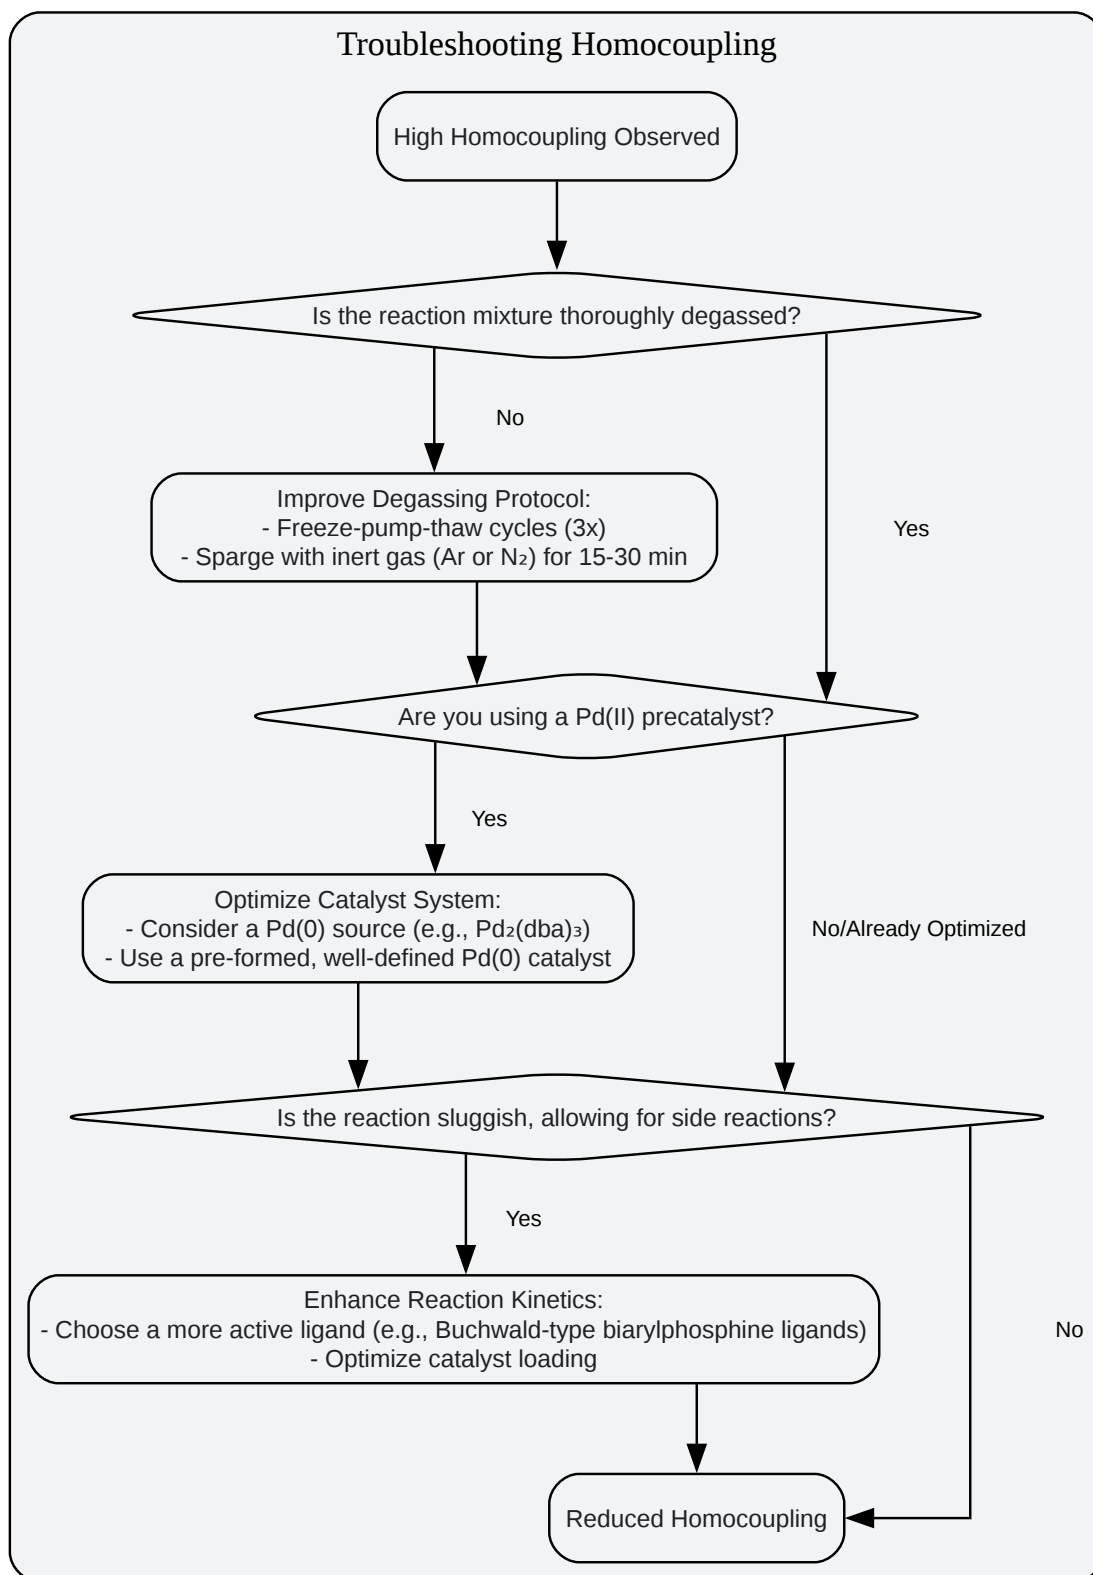 Troubleshooting Homocoupling
High Homocoupling Observed
Is the reaction mixture thoroughly degassed?
No
Improve Degassing Protocol:
- Freeze-pump-thaw cycles (3x)
- Sparge with inert gas (Ar or N₂) for 15-30 min
Yes
Are you using a Pd(II) precatalyst?
Yes
Optimize Catalyst System:
- Consider a Pd(0) source (e.g., Pd₂(dba)₃)
- Use a pre-formed, well-defined Pd(0) catalyst
No/Already Optimized
Is the reaction sluggish, allowing for side reactions?
Yes
Enhance Reaction Kinetics:
- Choose a more active ligand (e.g., Buchwald-type biarylphosphine ligands)
- Optimize catalyst loading
No
Reduced Homocoupling